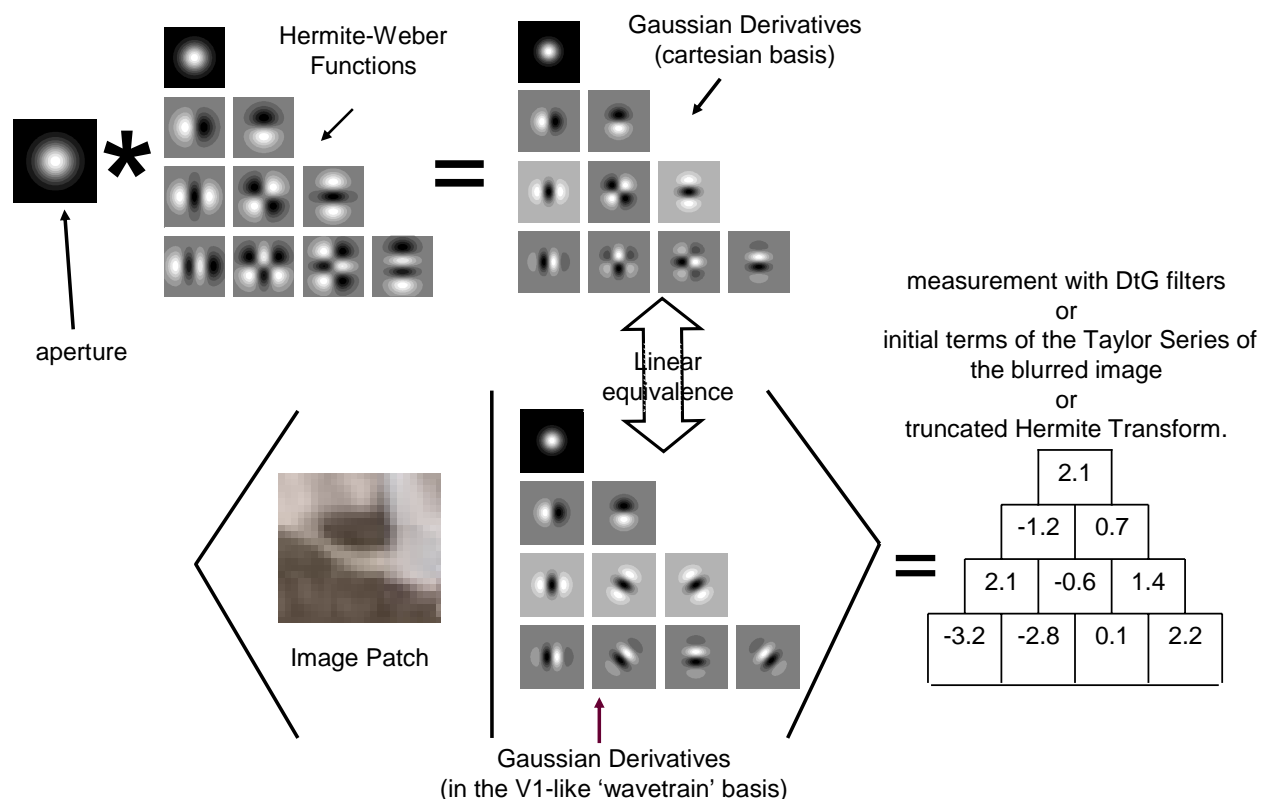 Hermite-Weber
Functions
Gaussian Derivatives
(cartesian basis)
*
=
aperture
Linear
equivalence
measurement with DtG filters
or
initial terms of the Taylor Series of
the blurred image
or
truncated Hermite Transform.
Image Patch
=
2.1
-1.2 0.7
2.1 -0.6 1.4
-3.2 -2.8 0.1 2.2
Gaussian Derivatives
(in the V1-like ‘wavetrain’ basis)